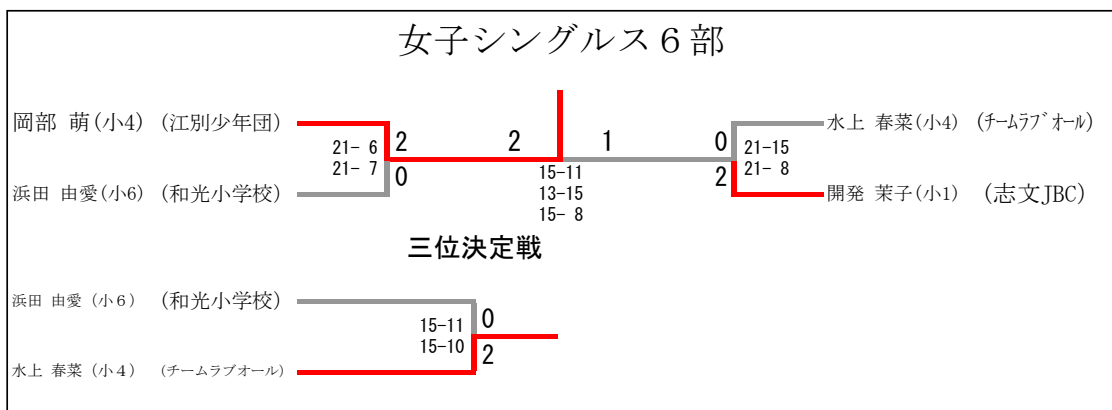 女子シングルス６部
岡部 萌(小4) (江別少年団)
21- 6
21- 7
2
0
2
1
15-11
13-15
15- 8
0
2
21-15
21- 8
水上 春菜(小4) (ﾁｰﾑﾗﾌﾞｵｰﾙ)
浜田 由愛(小6) (和光小学校)
開発 茉子(小1) (志文JBC)
三位決定戦
浜田 由愛 (小６) (和光小学校)
15-11
15-10
0
2
水上 春菜 (小４) (チームラブオール)